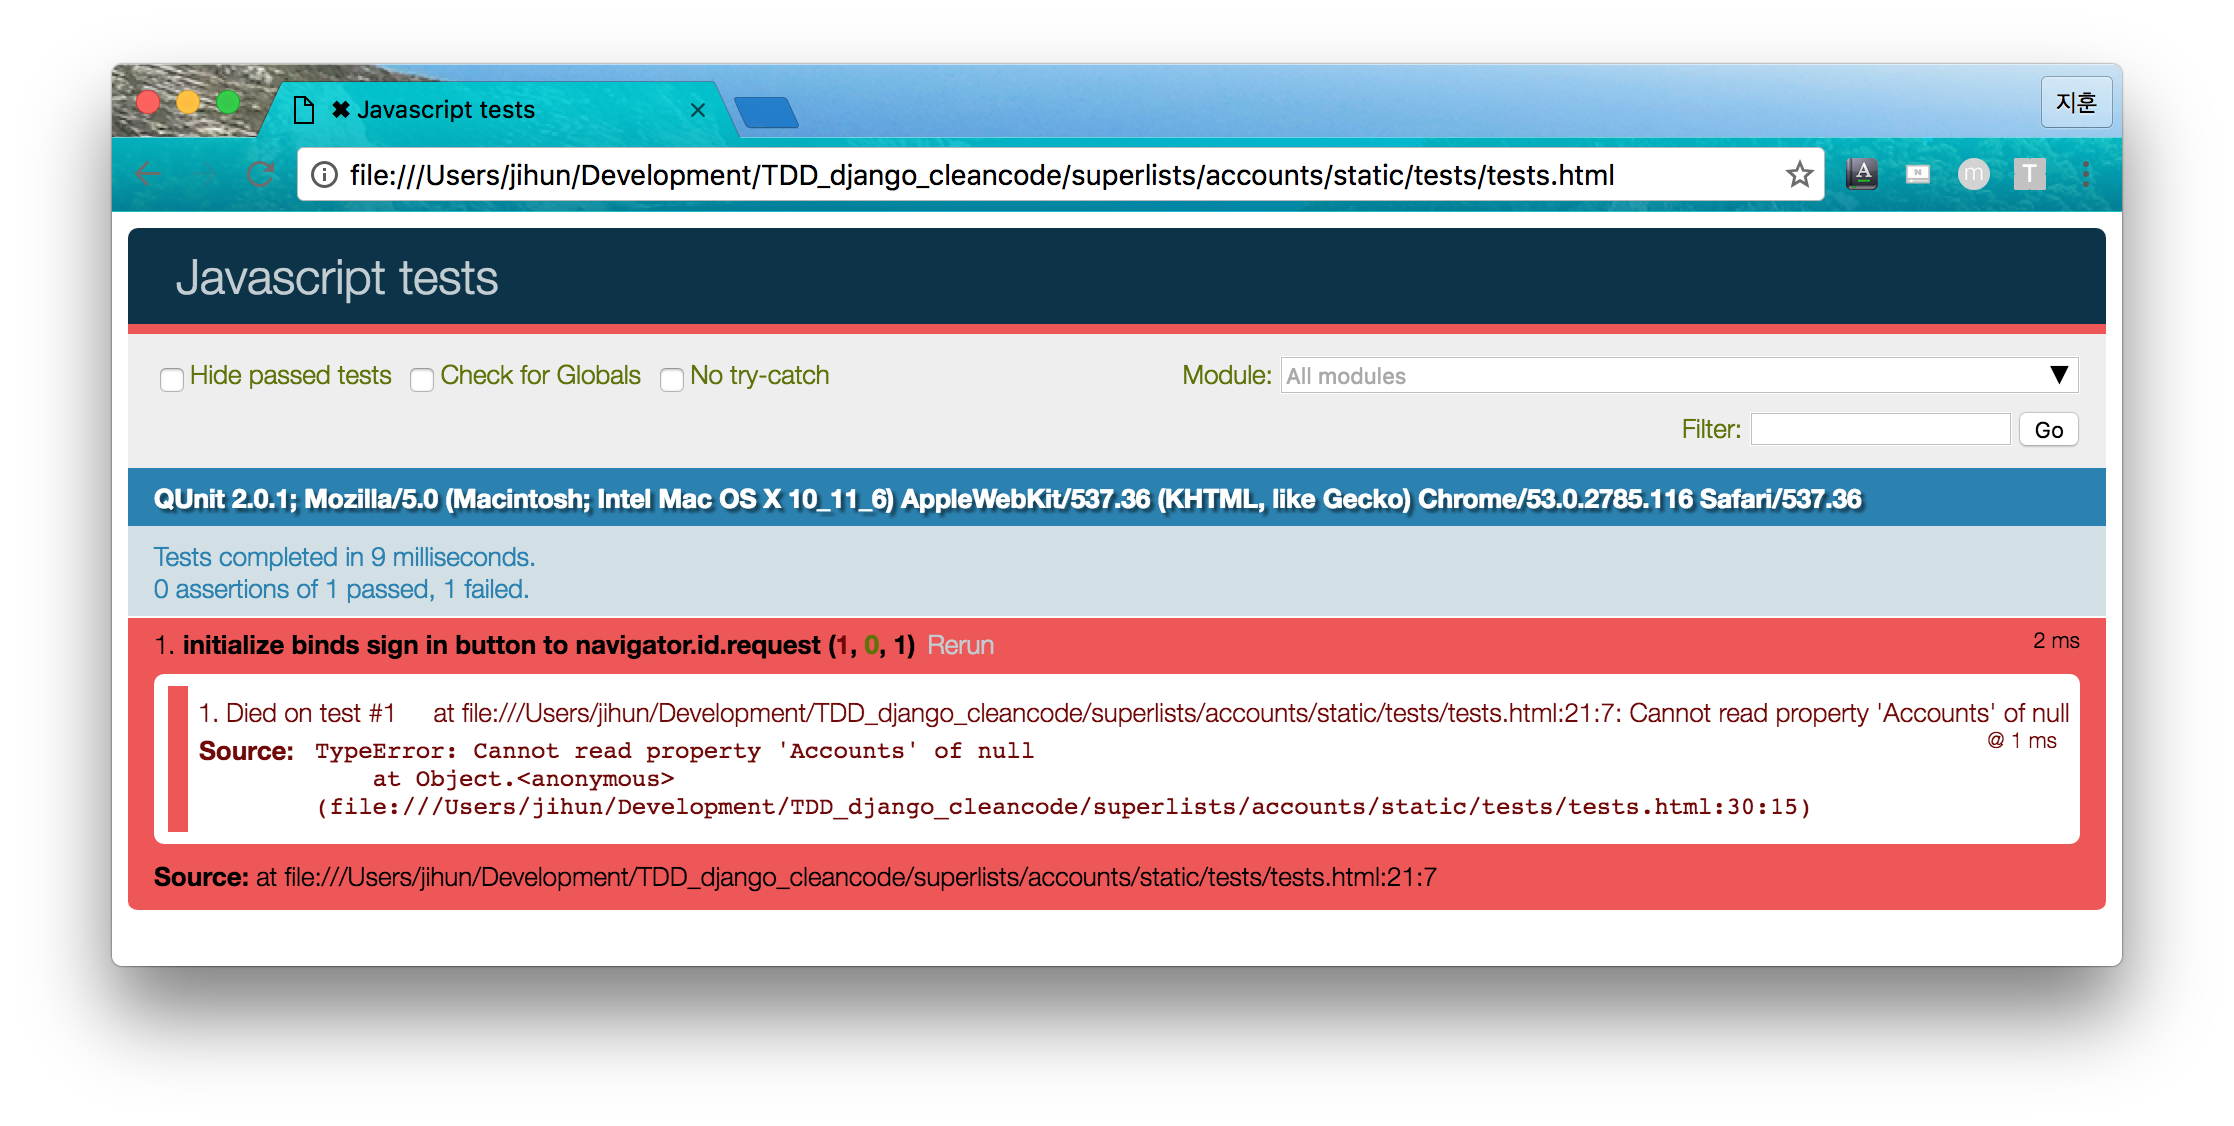 ✖ Javascript tests
지훈
file:///Users/jihun/Development/TDD_django_cleancode/superlists/accounts/static/tests/tests.html
A
N
m
T
Javascript tests
Hide passed tests Check for Globals No try-catch
Module: All modules ▼
Filter: Go
QUnit 2.0.1; Mozilla/5.0 (Macintosh; Intel Mac OS X 10_11_6) AppleWebKit/537.36 (KHTML, like Gecko) Chrome/53.0.2785.116 Safari/537.36
Tests completed in 9 milliseconds.
0 assertions of 1 passed, 1 failed.
1. initialize binds sign in button to navigator.id.request (1, 0, 1) Rerun 2 ms
1. Died on test #1 at file:///Users/jihun/Development/TDD_django_cleancode/superlists/accounts/static/tests/tests.html:21:7: Cannot read property 'Accounts' of null
@ 1 ms
Source: TypeError: Cannot read property 'Accounts' of null
at Object.<anonymous>
(file:///Users/jihun/Development/TDD_django_cleancode/superlists/accounts/static/tests/tests.html:30:15)
Source: at file:///Users/jihun/Development/TDD_django_cleancode/superlists/accounts/static/tests/tests.html:21:7